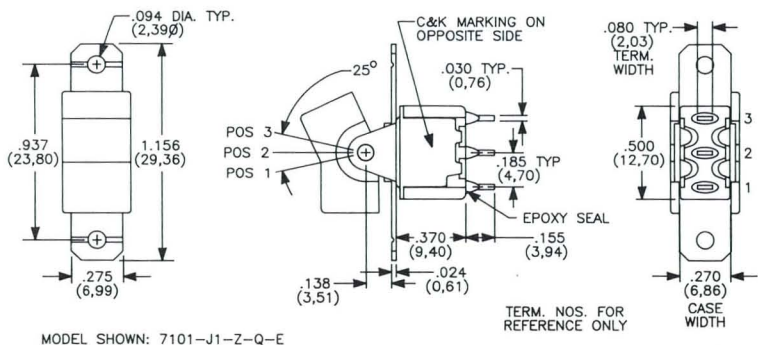 .094 DIA. TYP.
(2,390)
.937
(23,80)
1.156
(29,36)
.275
(6,99)
MODEL SHOWN: 7101-J1-Z-Q-E
C&K MARKING ON
OPPOSITE SIDE
25°
POS 3
POS 2
POS 1
.030 TYP.
(0,76)
.185 TYP
(4,70)
EPOXY SEAL
.370
(9,40)
.155
(3,94)
.024
(0,61)
.138
(3,51)
.080 TYP.
(2,03)
TERM.
WIDTH
.500
(12,70)
3
2
1
.270
(6,86)
CASE
WIDTH
TERM. NOS. FOR
REFERENCE ONLY